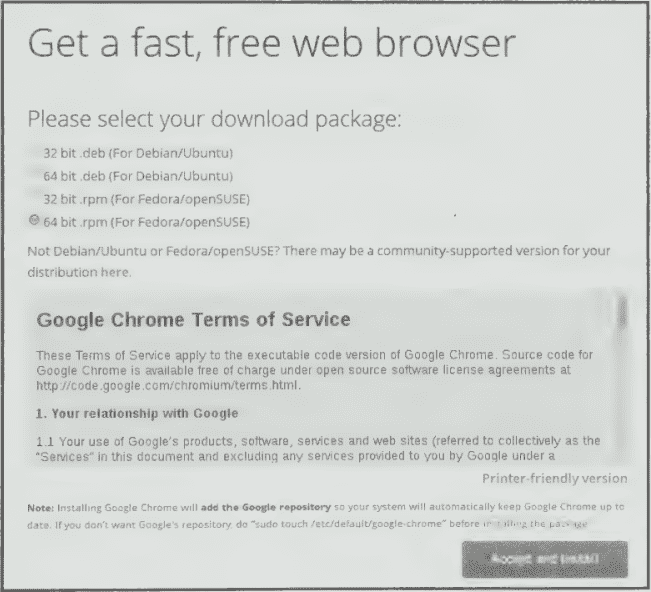 Get a fast, free web browser
Please select your download package:
32 bit .deb (For Debian/Ubuntu)
64 bit .deb (For Debian/Ubuntu)
32 bit .rpm (For Fedora/openSUSE)
64 bit .rpm (For Fedora/openSUSE)
Not Debian/Ubuntu or Fedora/openSUSE? There may be a community-supported version for your
distribution here.
Google Chrome Terms of Service
These Terms of Service apply to the executable code version of Google Chrome. Source code for
Google Chrome is available free of charge under open source software license agreements at
http://code.google.com/chromium/terms.html.
1. Your relationship with Google
1.1 Your use of Google's products, software, services and web sites (referred to collectively as the
"Services" in this document and excluding any services provided to you by Google under a
Printer-friendly version
Note: Installing Google Chrome will add the Google repository so your system will automatically keep Google Chrome up to
date. If you don't want Google's repository, do "sudo touch /etc/default/google-chrome" before installing the package
Accept and Install